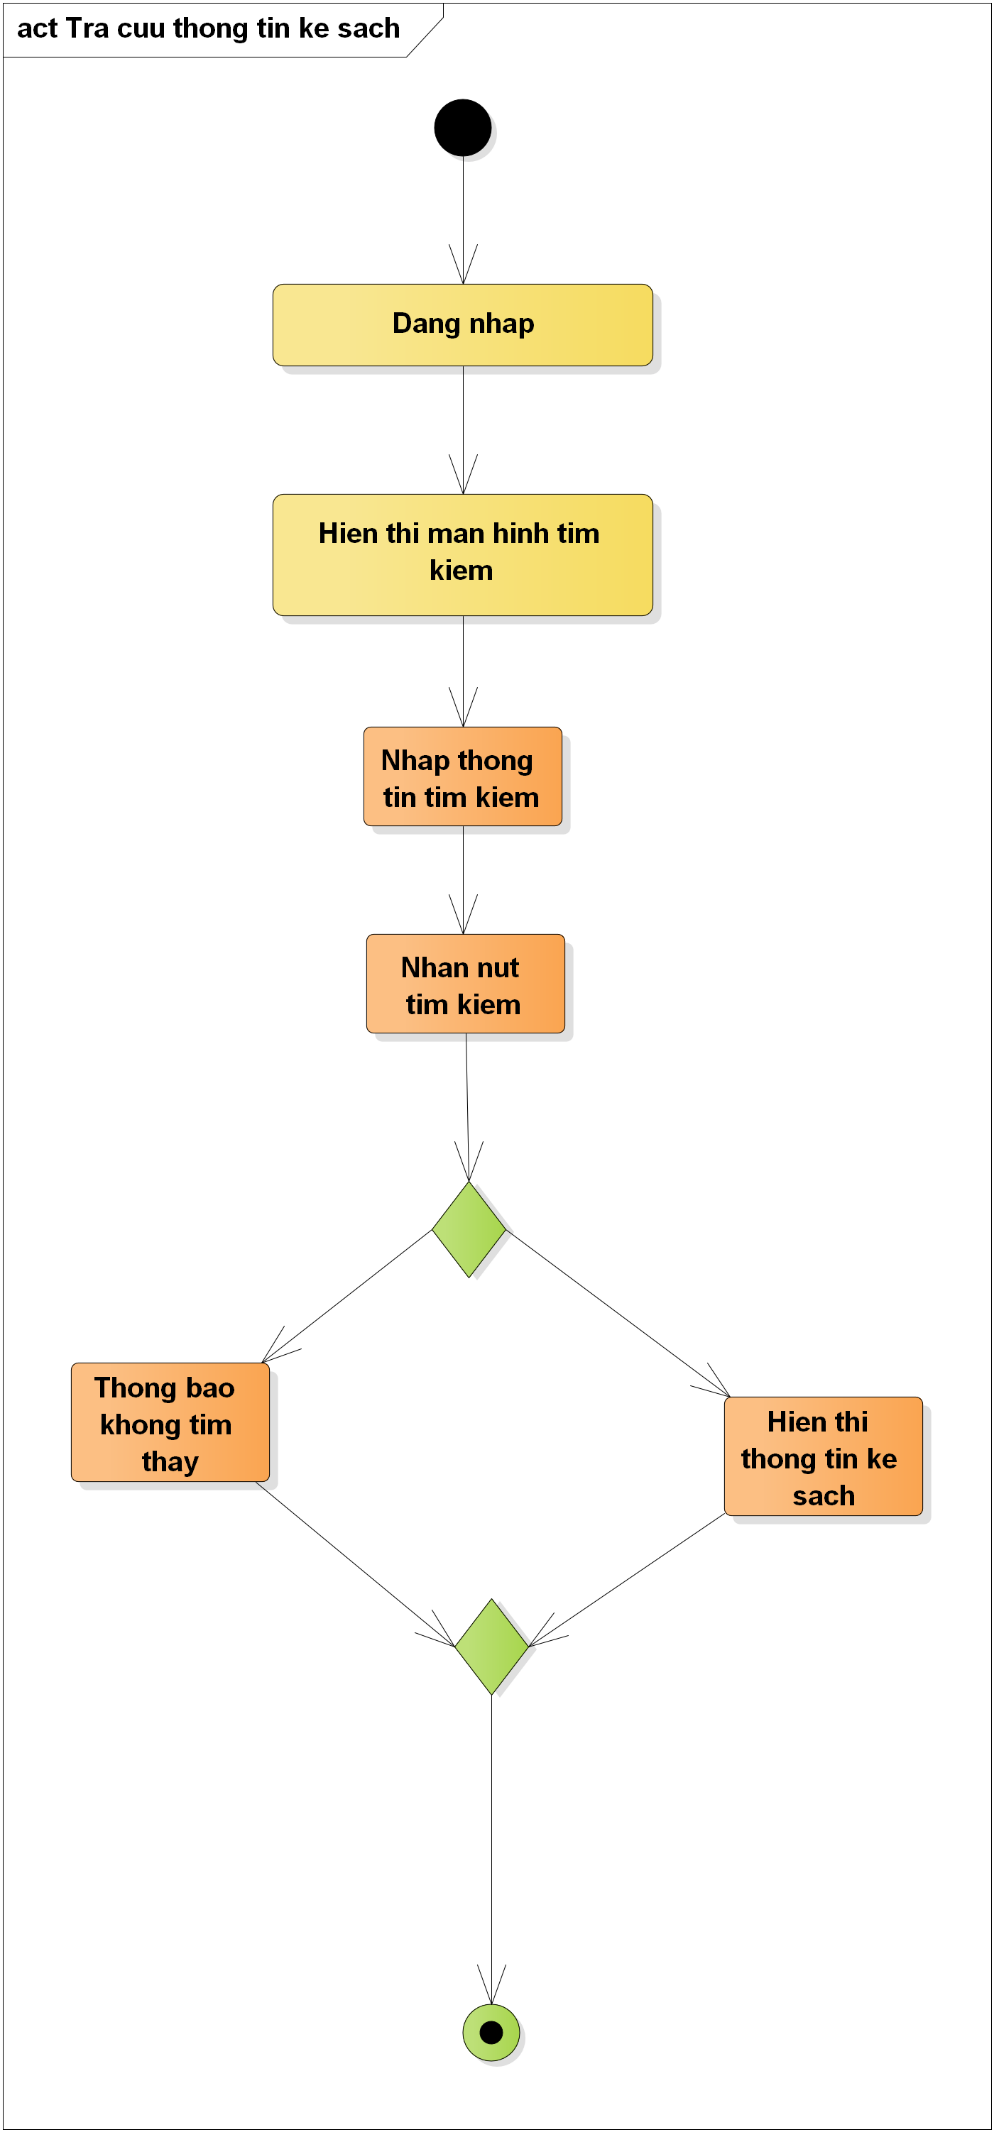 act Tra cuu thong tin ke sach
Dang nhap
Hien thi man hinh tim
kiem
Nhap thong
tin tim kiem
Nhan nut
tim kiem
Thong bao
khong tim
thay
Hien thi
thong tin ke
sach